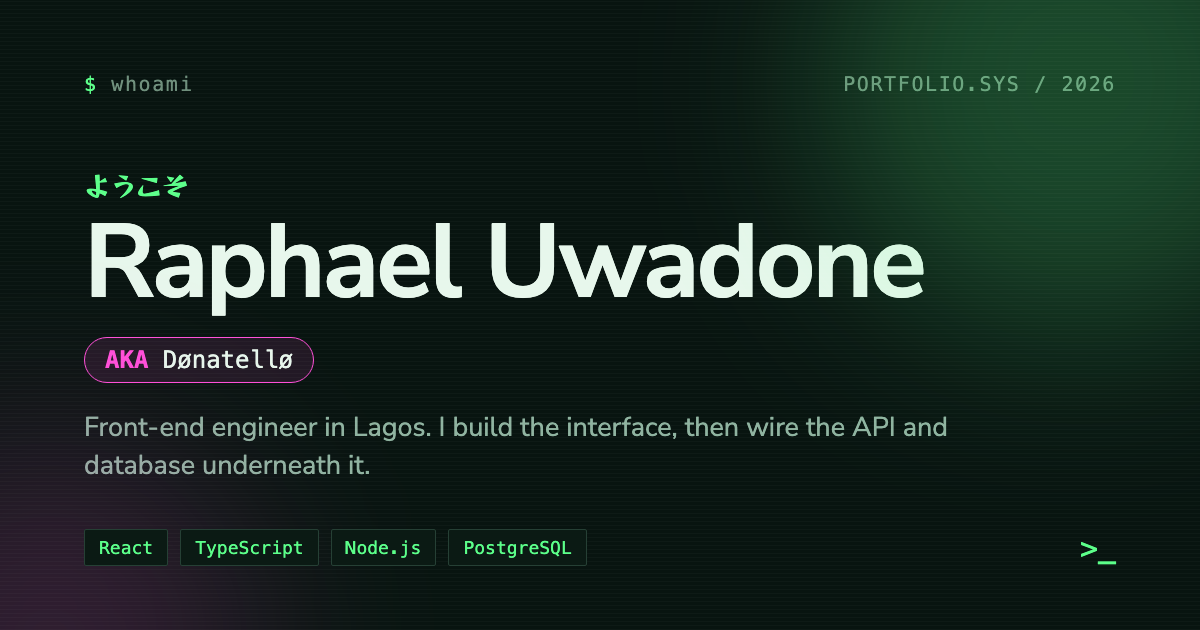 $ whoami
PORTFOLIO.SYS / 2026
ようこそ
Raphael Uwadone
AKA Dønatellø
Front-end engineer in Lagos. I build the interface, then wire the API and
database underneath it.
React TypeScript Node.js PostgreSQL
>_